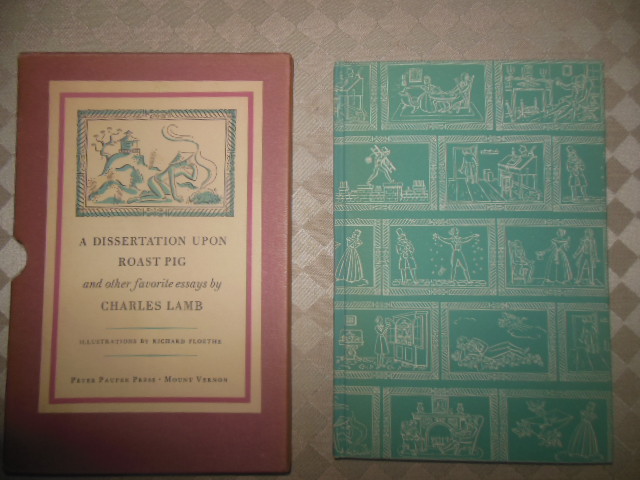 A DISSERTATION UPON
ROAST PIG
and other favorite essays by
CHARLES LAMB
ILLUSTRATIONS BY RICHARD FLOETHE
PETER PAUPER PRESS · MOUNT VERNON